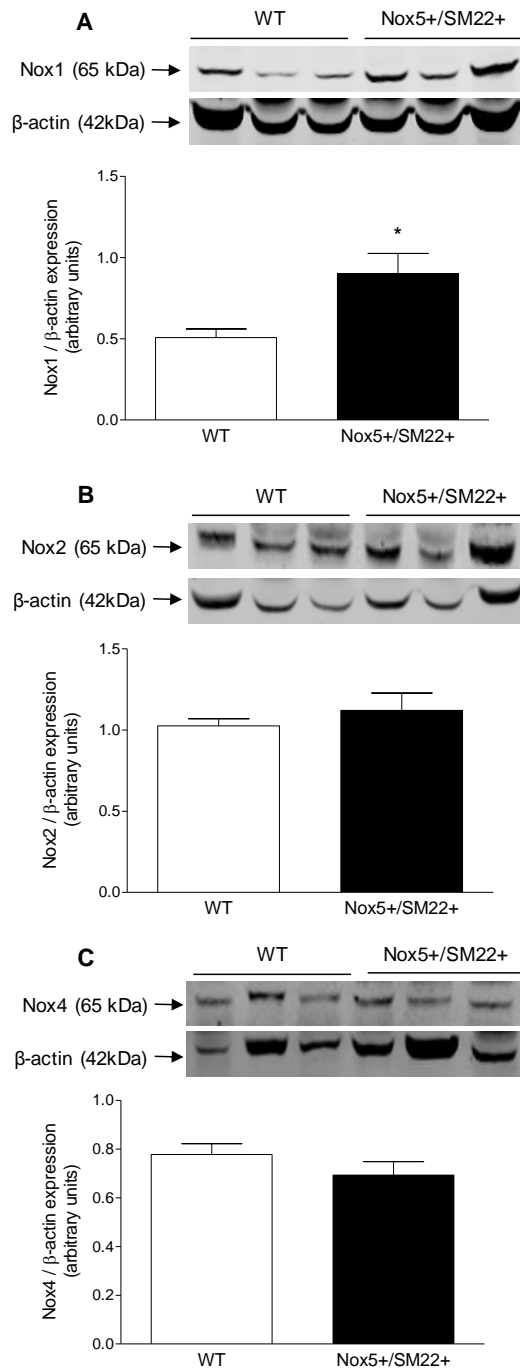 A
WT
Nox5+/SM22+
Nox1 (65 kDa)
β-actin (42kDa)
1.5
1.0
0.5
0.0
Nox1 / β-actin expression
(arbitrary units)
*
WT
Nox5+/SM22+
B
WT
Nox5+/SM22+
Nox2 (65 kDa)
β-actin (42kDa)
1.5
1.0
0.5
0.0
Nox2 / β-actin expression
(arbitrary units)
WT
Nox5+/SM22+
C
WT
Nox5+/SM22+
Nox4 (65 kDa)
β-actin (42kDa)
1.0
0.8
0.6
0.4
0.2
0.0
Nox4 / β-actin expression
(arbitrary units)
WT
Nox5+/SM22+